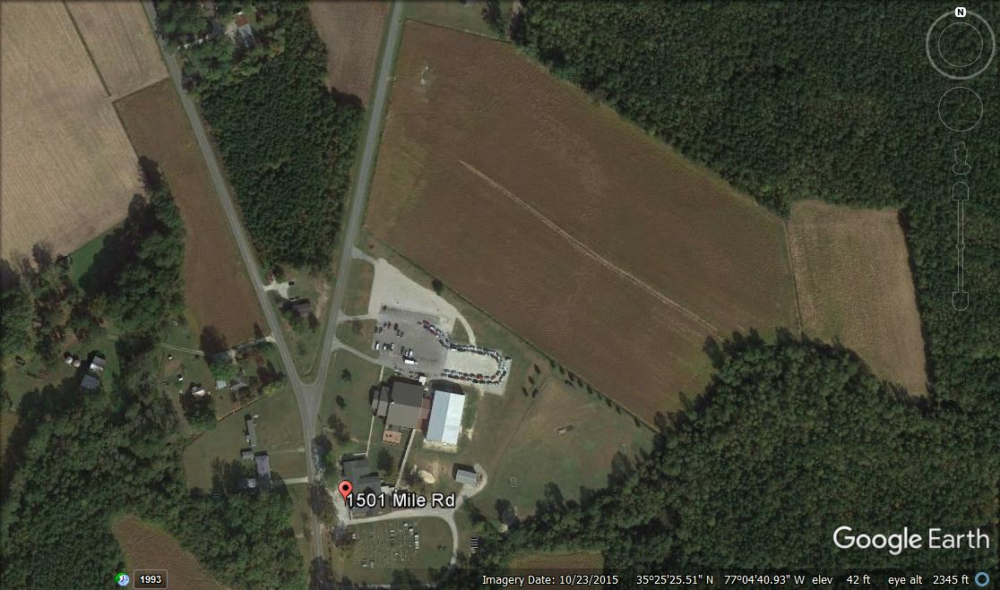 N
1501 Mile Rd
Google Earth
1993
Imagery Date: 10/23/2015 35°25'25.51" N 77°04'40.93" W elev 42 ft eye alt 2345 ft